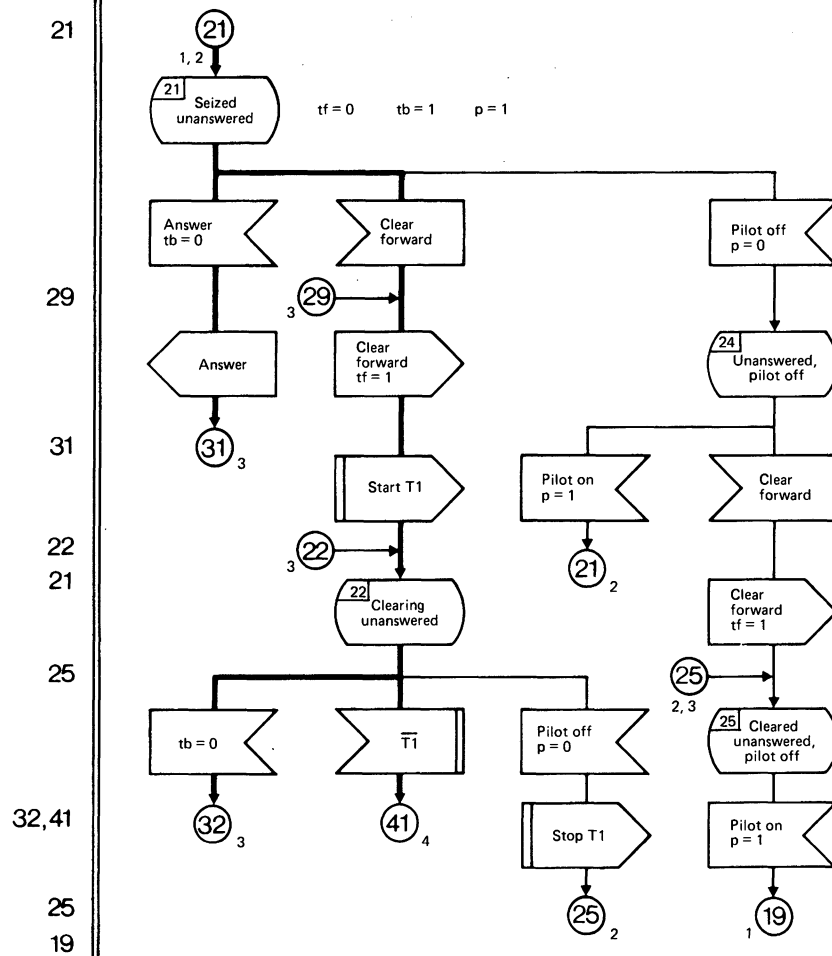 21
21
1, 2
21
Seized
unanswered
tf = 0 tb = 1 p = 1
Answer
tb = 0
Clear
forward
Pilot off
p = 0
29
3
29
Answer
Clear
forward
tf = 1
24
Unanswered,
pilot off
31
31
3
Start T1
Pilot on
p = 1
Clear
forward
22
3
22
21
2
21
22
Clearing
unanswered
Clear
forward
tf = 1
25
25
2, 3
tb = 0
T̅1̅
Pilot off
p = 0
25
Cleared
unanswered,
pilot off
32,41
32
3
41
4
Stop T1
Pilot on
p = 1
25
25
2
1
19
19